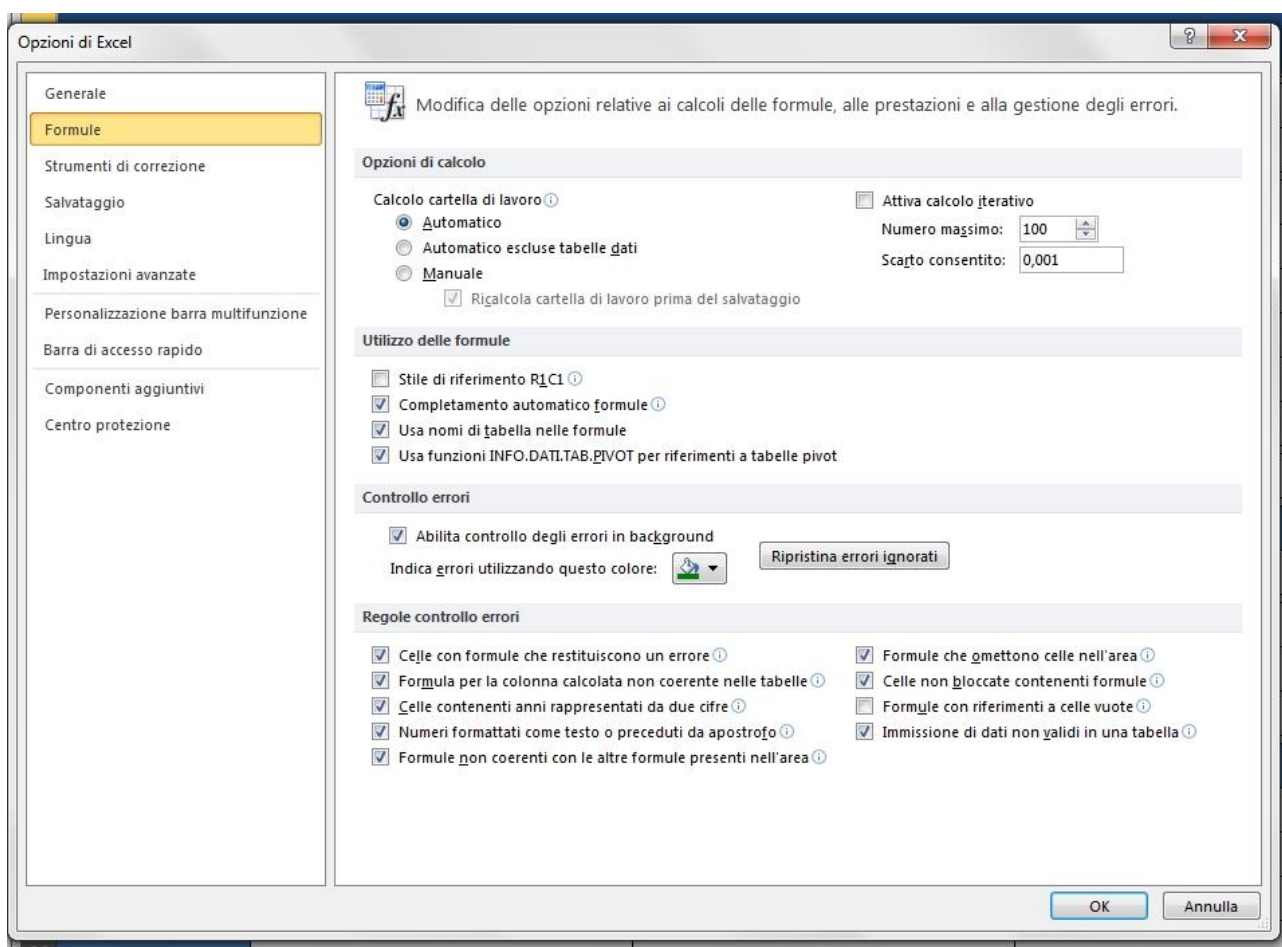 Opzioni di Excel
Generale
Formule
Strumenti di correzione
Salvataggio
Lingua
Impostazioni avanzate
Personalizzazione barra multifunzione
Barra di accesso rapido
Componenti aggiuntivi
Centro protezione
Modifica delle opzioni relative ai calcoli delle formule, alle prestazioni e alla gestione degli errori.
Opzioni di calcolo
Calcolo cartella di lavoro
Automatico
Automatico escluse tabelle dati
Manuale
Ricalcola cartella di lavoro prima del salvataggio
Attiva calcolo iterativo
Numero massimo: 100
Scarto consentito: 0,001
Utilizzo delle formule
Stile di riferimento R1C1
Completamento automatico formule
Usa nomi di tabella nelle formule
Usa funzioni INFO.DATI.TAB.PIVOT per riferimenti a tabelle pivot
Controllo errori
Abilita controllo degli errori in background
Indica errori utilizzando questo colore:
Ripristina errori ignorati
Regole controllo errori
Celle con formule che restituiscono un errore
Formula per la colonna calcolata non coerente nelle tabelle
Celle contenenti anni rappresentati da due cifre
Numeri formattati come testo o preceduti da apostrofo
Formule non coerenti con le altre formule presenti nell'area
Formule che omettono celle nell'area
Celle non bloccate contenenti formule
Formule con riferimenti a celle vuote
Immissione di dati non validi in una tabella
OK
Annulla